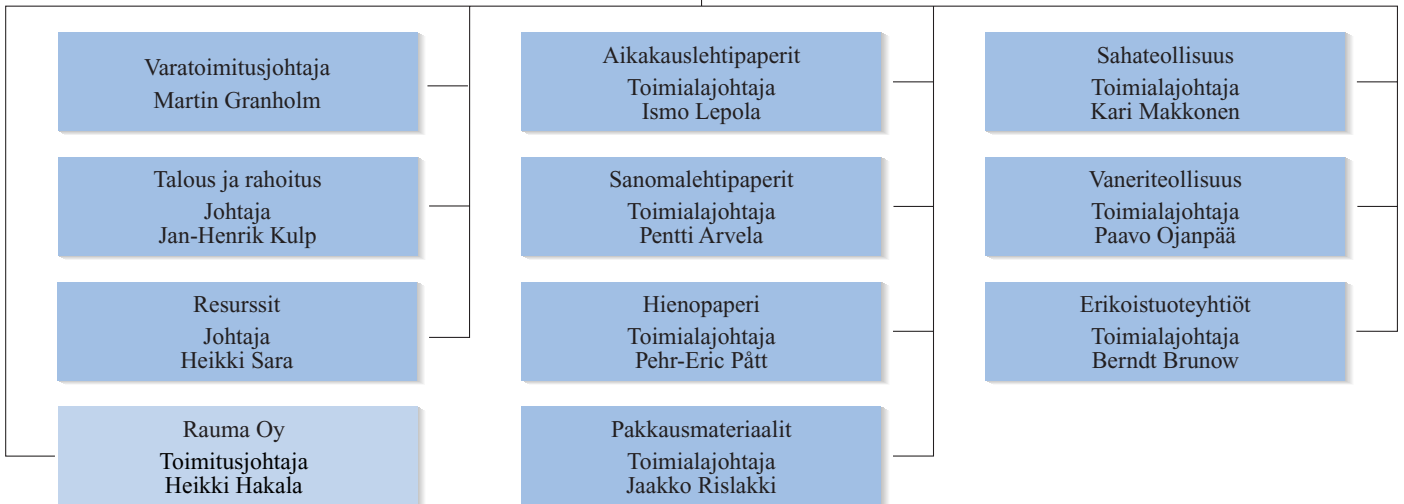 Varatoimitusjohtaja
Martin Granholm
Talous ja rahoitus
Johtaja
Jan-Henrik Kulp
Resurssit
Johtaja
Heikki Sara
Rauma Oy
Toimitusjohtaja
Heikki Hakala
Aikakauslehtipaperit
Toimialajohtaja
Ismo Lepola
Sanomalehtipaperit
Toimialajohtaja
Pentti Arvela
Hienopaperi
Toimialajohtaja
Pehr-Eric Pått
Pakkausmateriaalit
Toimialajohtaja
Jaakko Rislakki
Sahateollisuus
Toimialajohtaja
Kari Makkonen
Vaneriteollisuus
Toimialajohtaja
Paavo Ojanpää
Erikoistuoteyhtiöt
Toimialajohtaja
Berndt Brunow